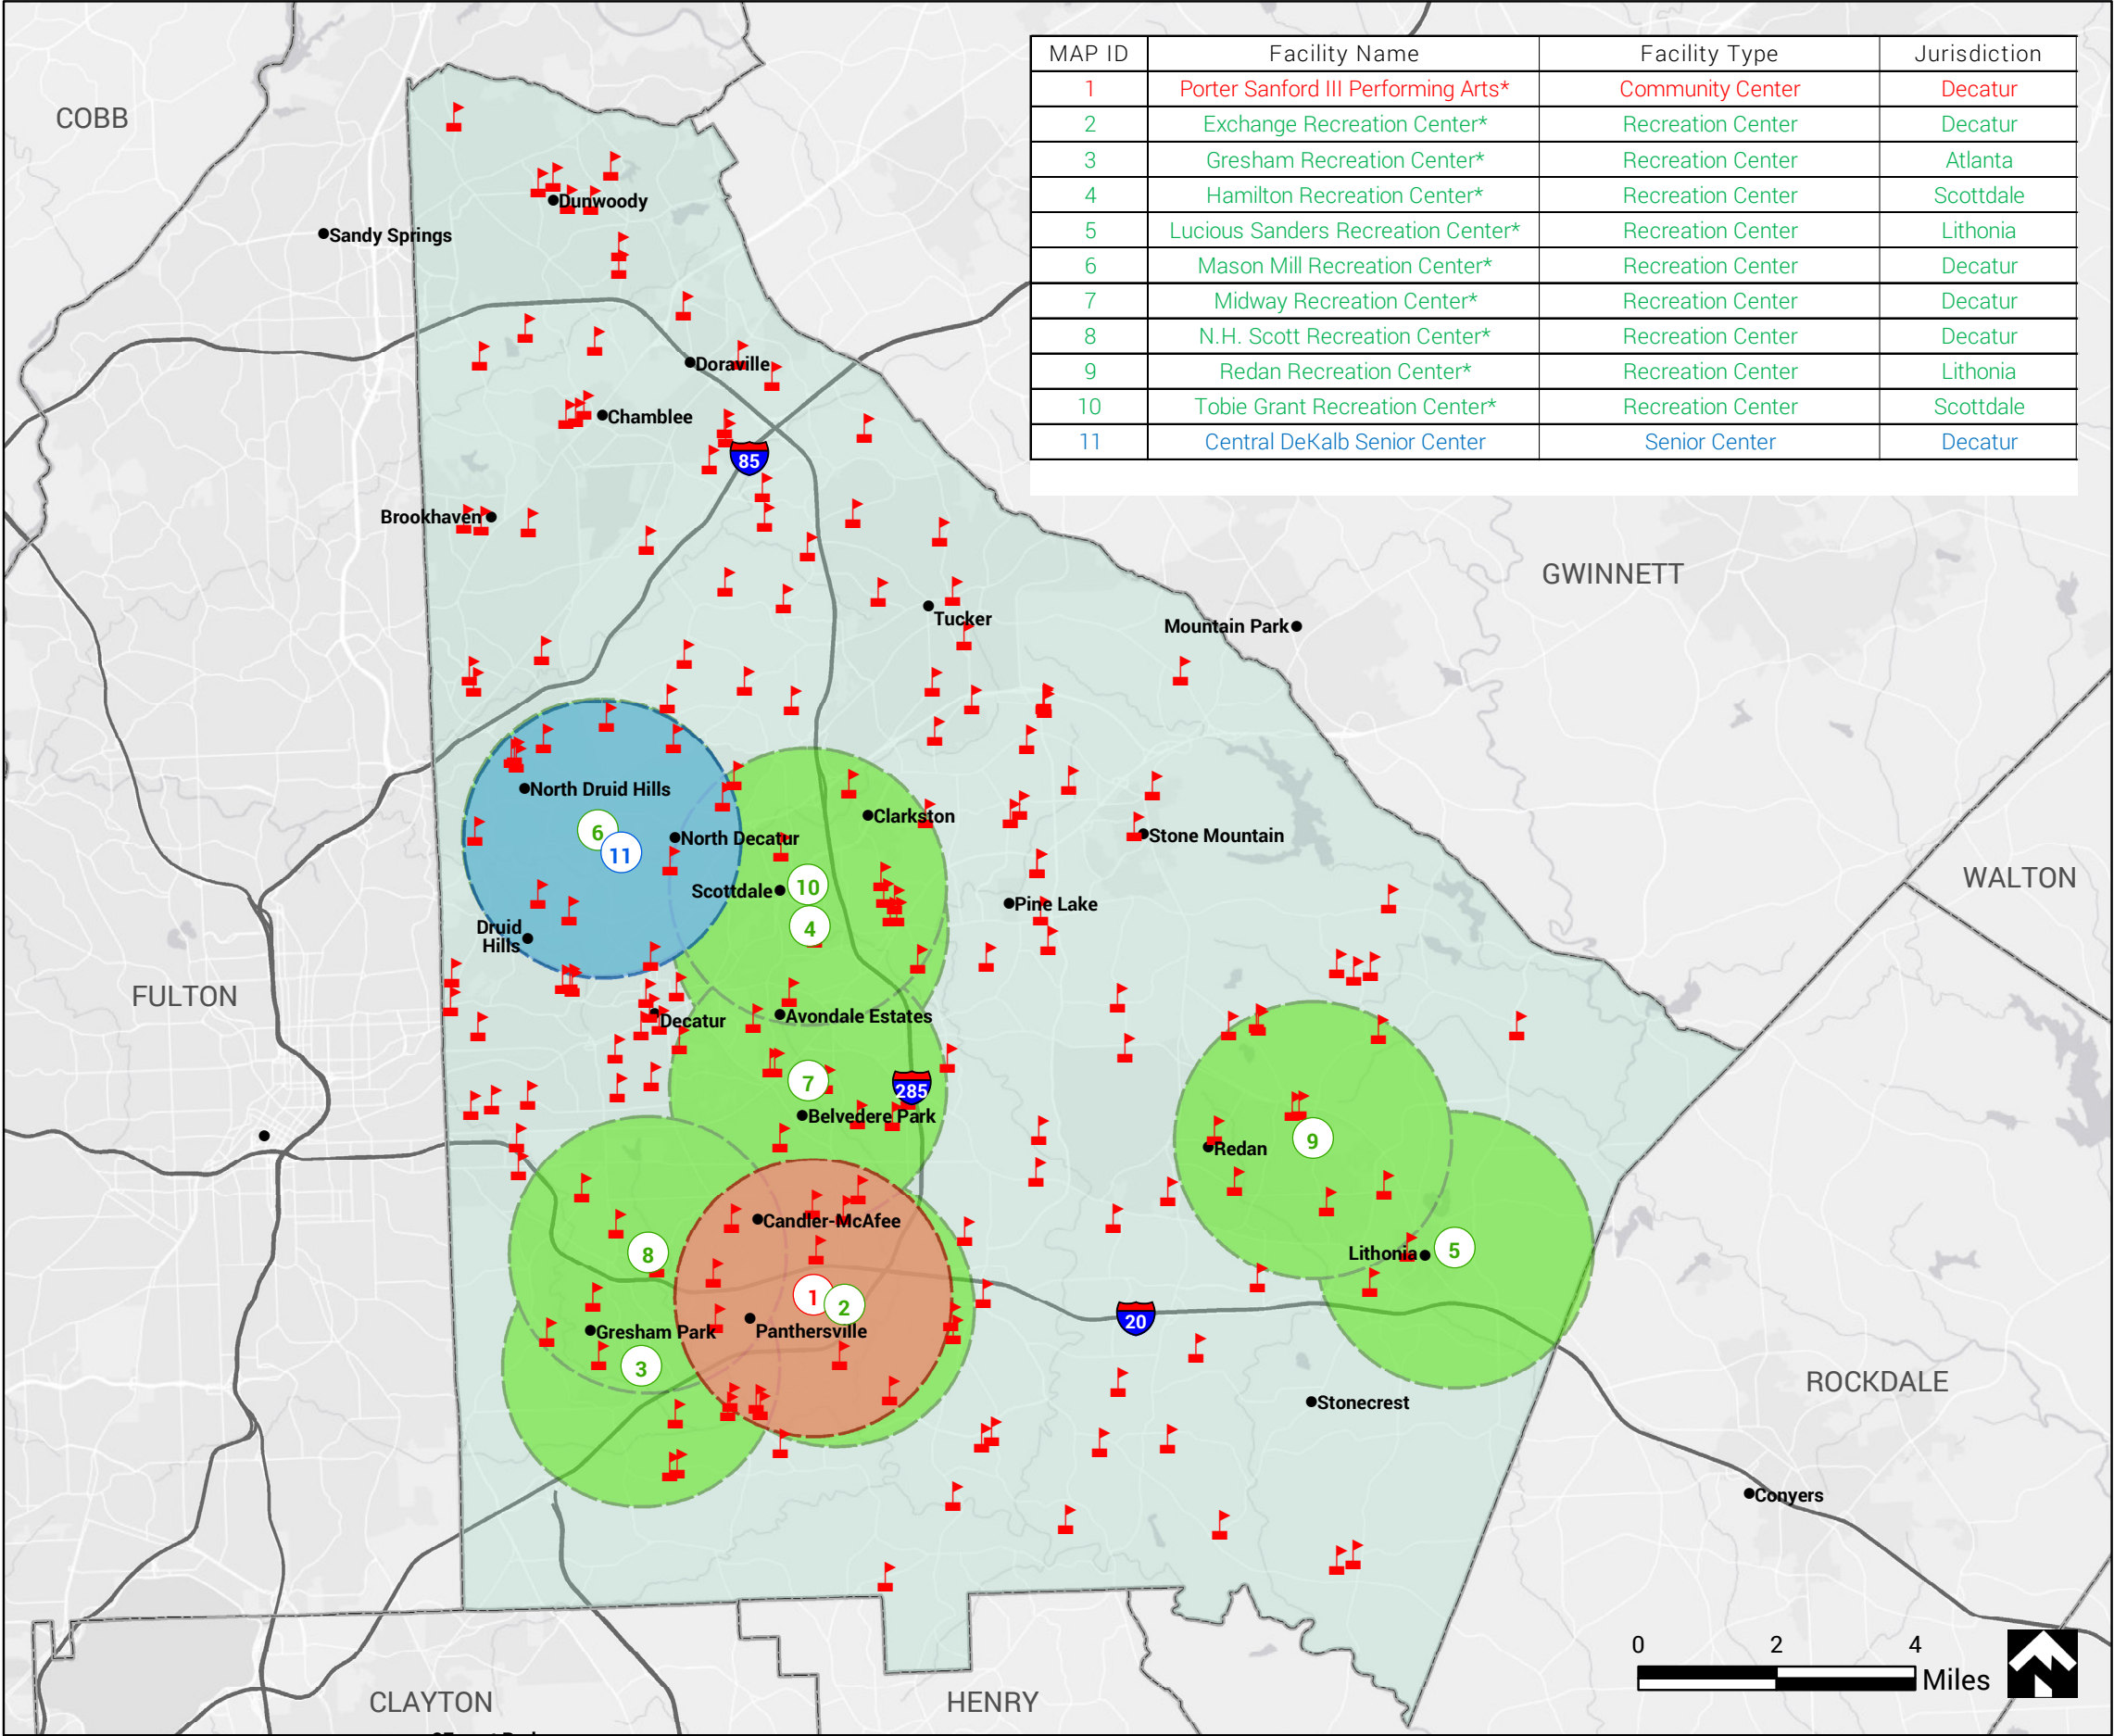 MAP ID Facility Name Facility Type Jurisdiction
1 Porter Sanford III Performing Arts* Community Center Decatur
2 Exchange Recreation Center* Recreation Center Decatur
3 Gresham Recreation Center* Recreation Center Atlanta
4 Hamilton Recreation Center* Recreation Center Scottdale
5 Lucious Sanders Recreation Center* Recreation Center Lithonia
6 Mason Mill Recreation Center* Recreation Center Decatur
7 Midway Recreation Center* Recreation Center Decatur
8 N.H. Scott Recreation Center* Recreation Center Decatur
9 Redan Recreation Center* Recreation Center Lithonia
10 Tobie Grant Recreation Center* Recreation Center Scottdale
11 Central DeKalb Senior Center Senior Center Decatur
COBB
Dunwoody
Sandy Springs
Doraville
Chamblee
85
Brookhaven
GWINNETT
Tucker
Mountain Park
North Druid Hills
Clarkston
6
North Decatur
Stone Mountain
11
WALTON
10
Scottdale
Pine Lake
4
Druid
Hills
FULTON
Avondale Estates
Decatur
7
285
Belvedere Park
9
Redan
Candler-McAfee
8
Lithonia
5
1
2
20
Gresham Park
Panthersville
3
ROCKDALE
Stonecrest
Conyers
0 2 4
Miles
CLAYTON
HENRY